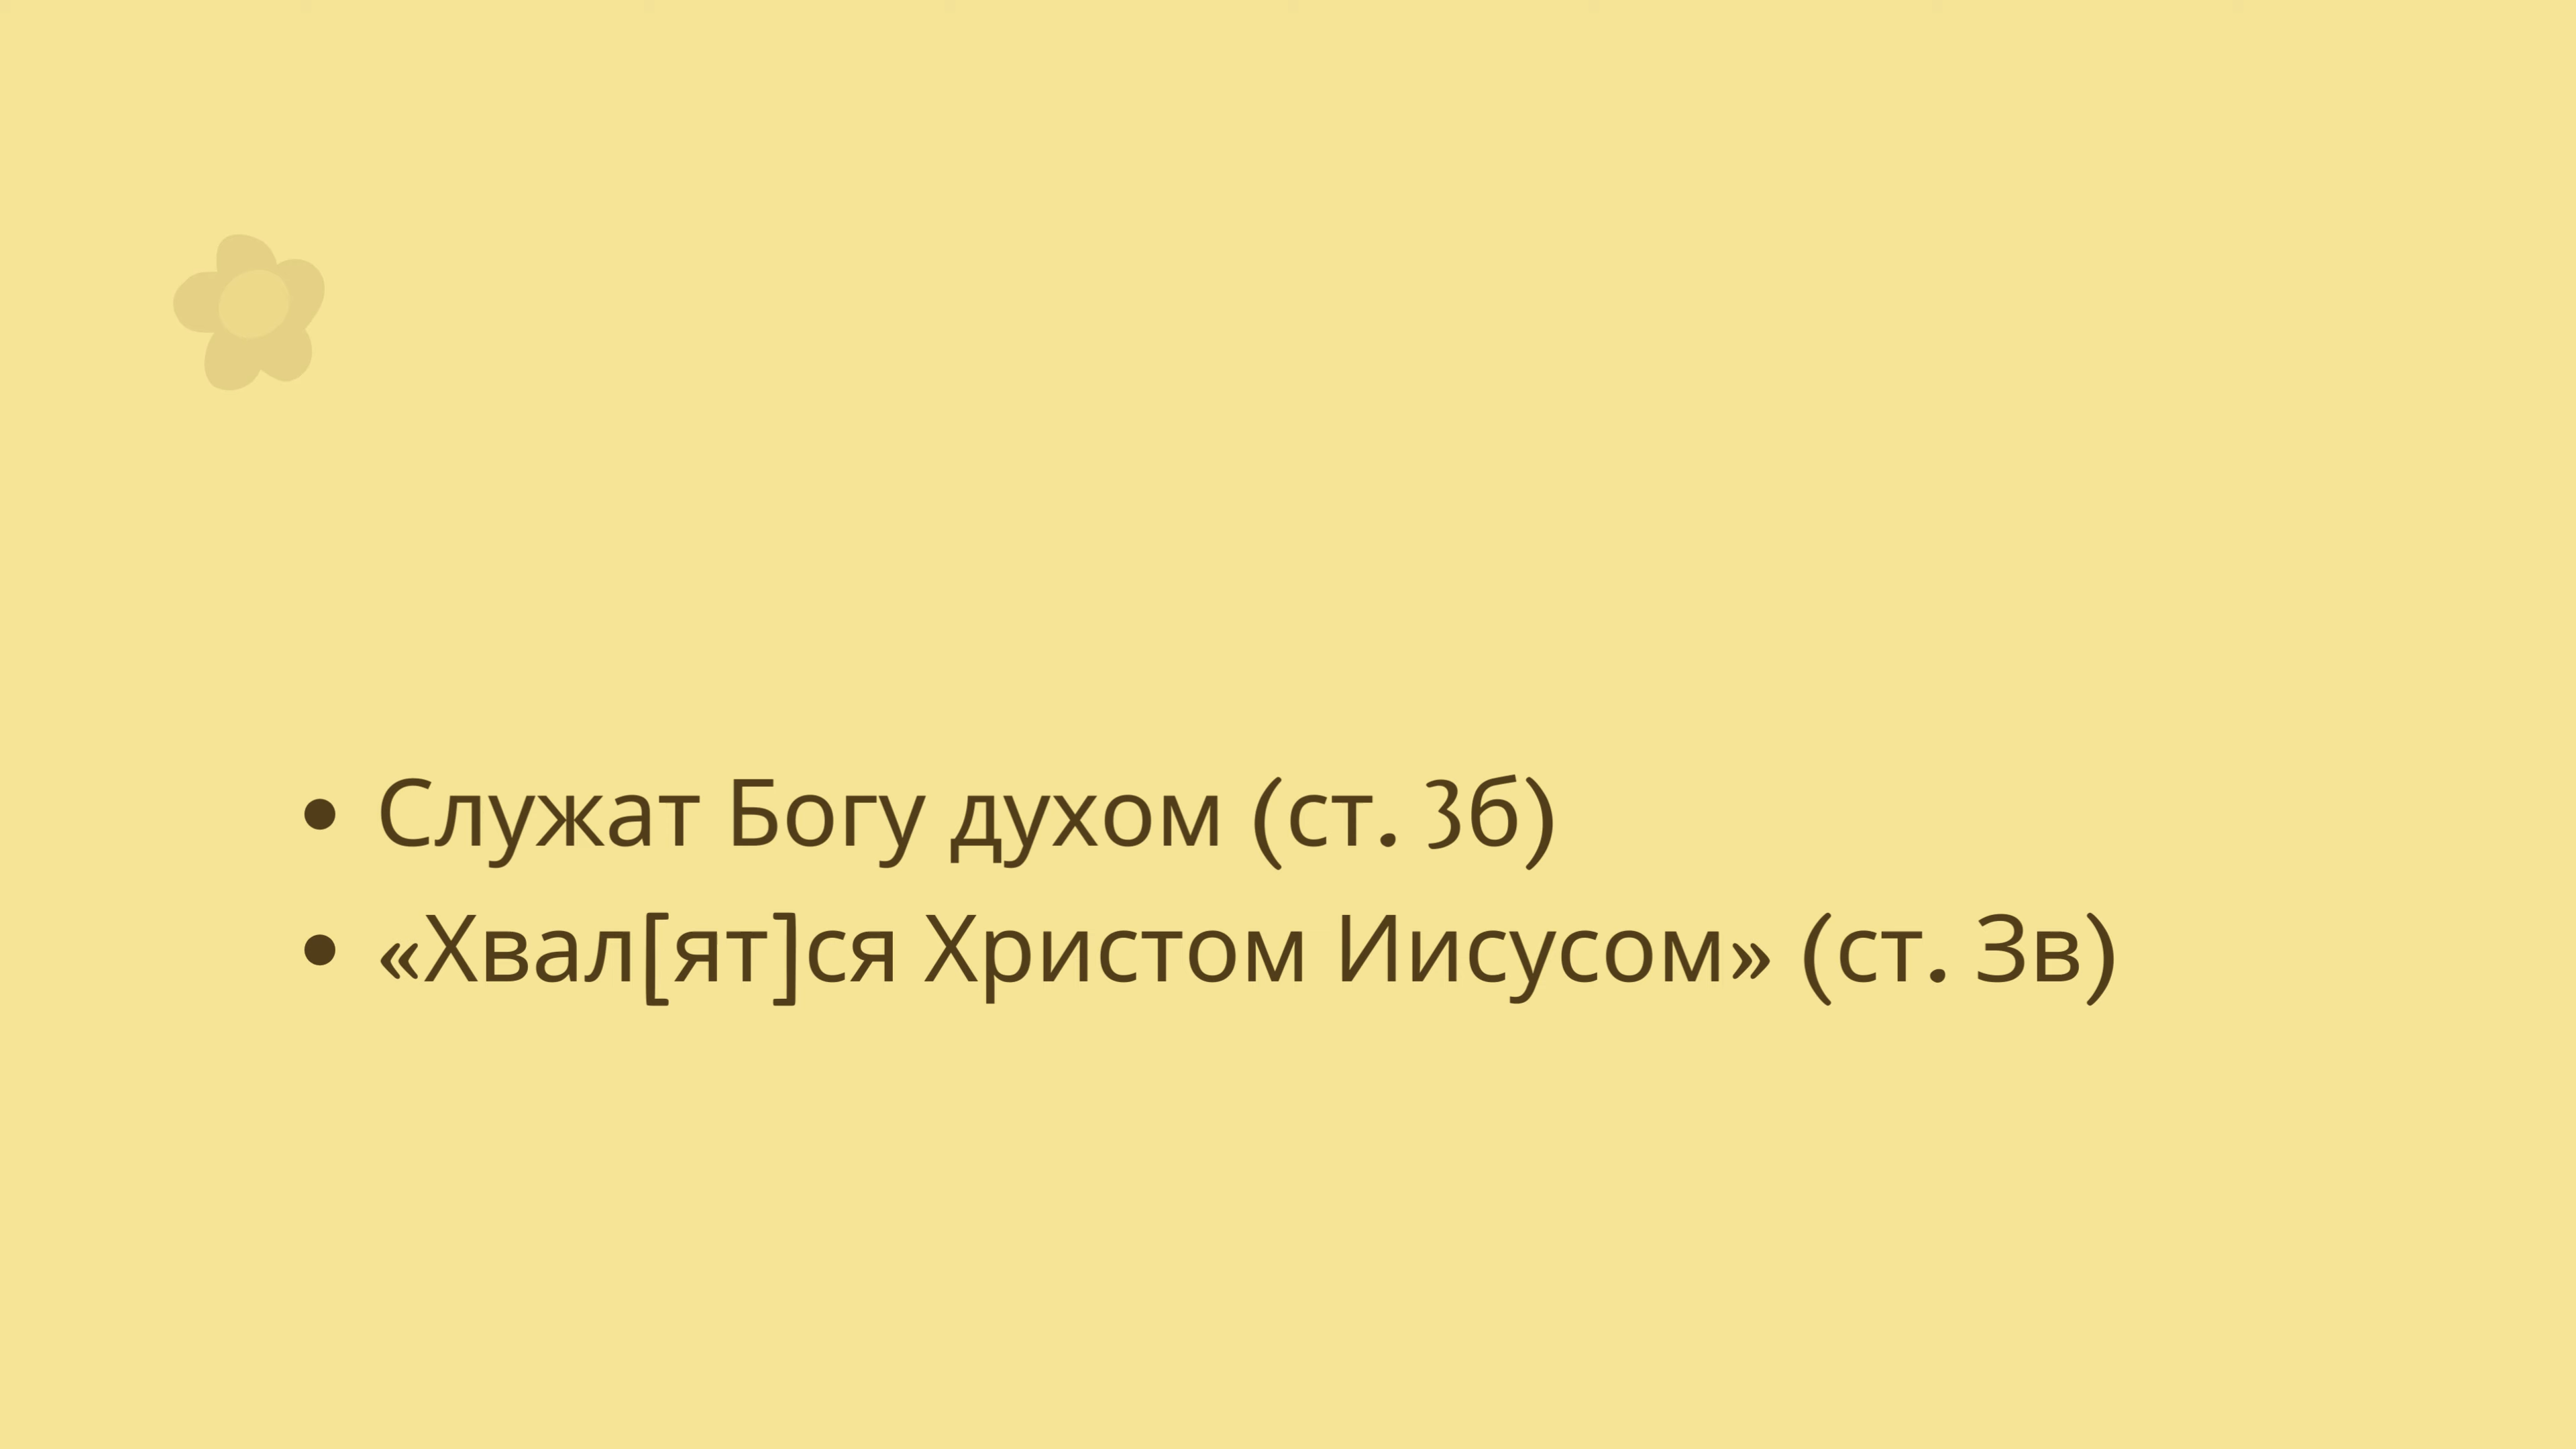 • Служат Богу духом (ст. 3б)
• «Хвал[ят]ся Христом Иисусом» (ст. 3в)